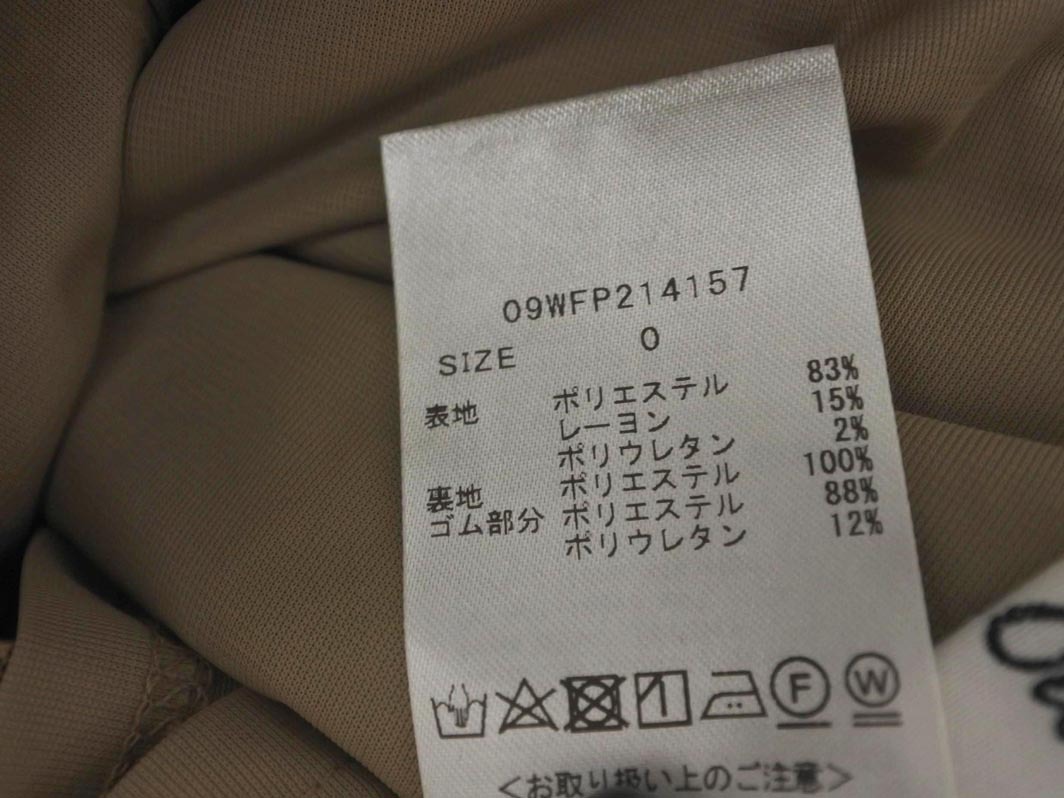 09WFP214157
SIZE 0
表地 ポリエステル 83%
レーヨン 15%
ポリウレタン 2%
裏地 ポリエステル 100%
ゴム部分 ポリエステル 88%
ポリウレタン 12%
F W
<お取り扱い上のご注意>